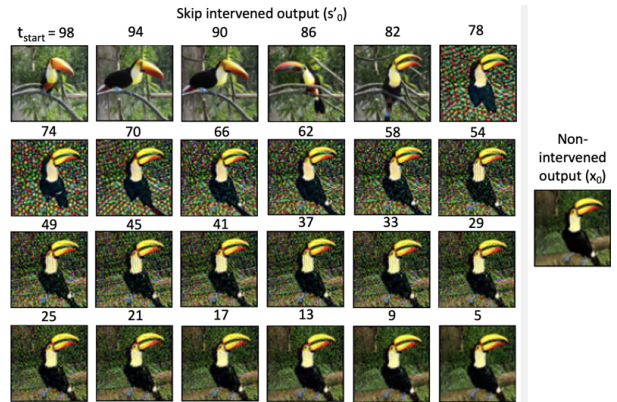 Skip intervened output (s'₀)
t_start = 98 94 90 86 82 78
74 70 66 62 58 54
49 45 41 37 33 29
25 21 17 13 9 5
Non-
intervened
output (x₀)